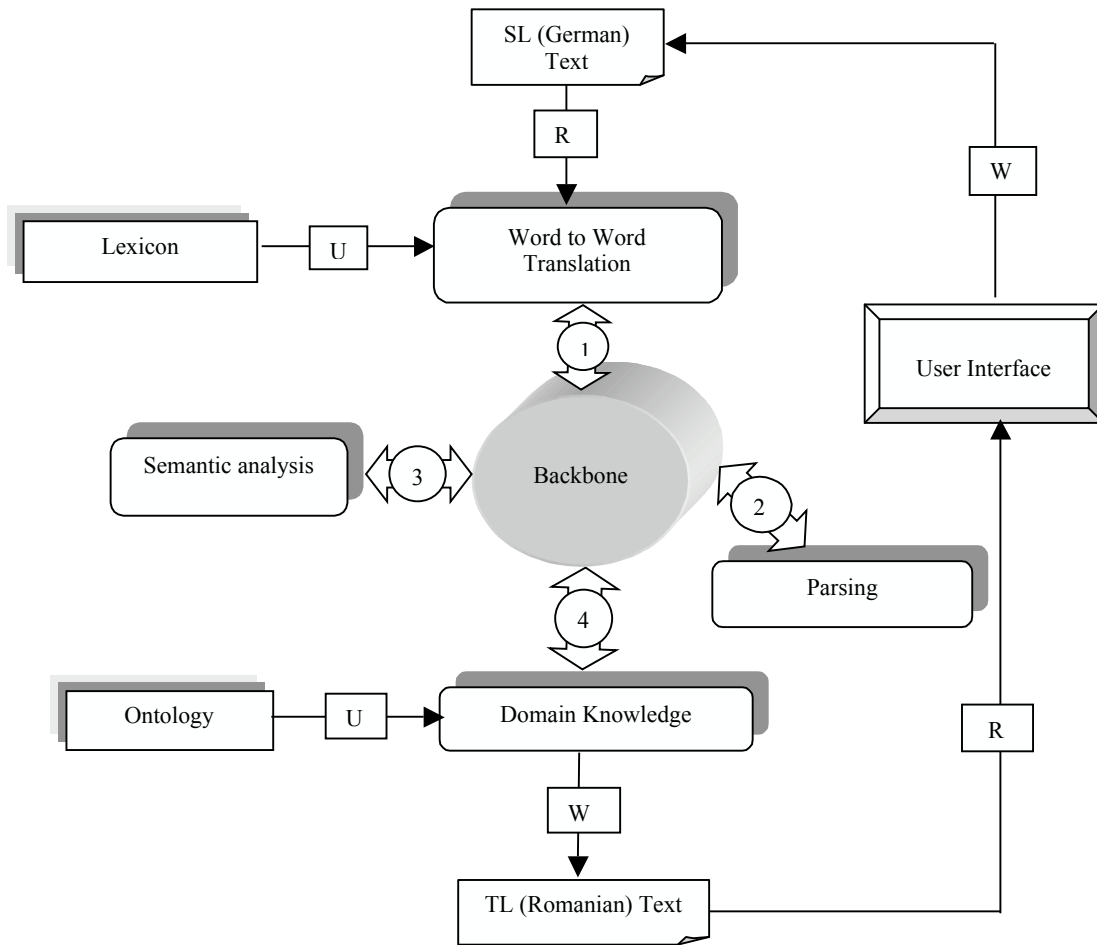 SL (German)
Text
R
W
Lexicon
U
Word to Word
Translation
1
User Interface
Semantic analysis
3
Backbone
2
Parsing
4
Ontology
U
Domain Knowledge
R
W
TL (Romanian) Text